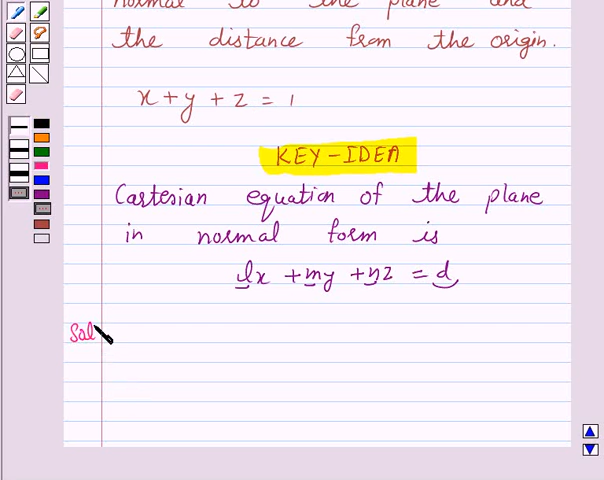 normal to the plane and
the distance from the origin.
x + y + z = 1
KEY - IDEA
Cartesian equation of the plane
in normal form is
lx + my + nz = d
Sol